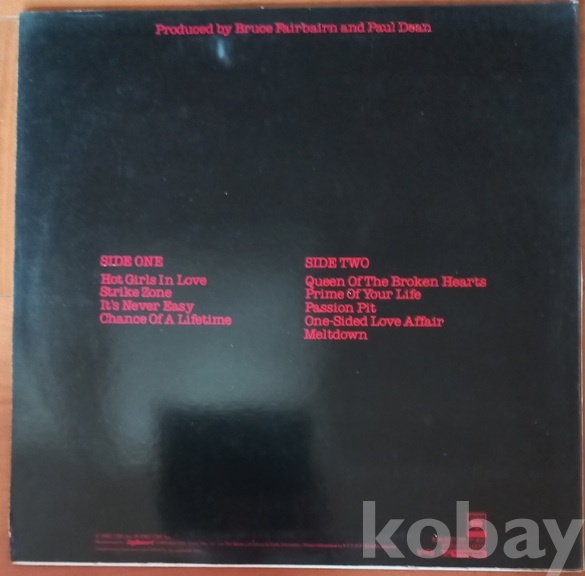 Produced by Bruce Fairbairn and Paul Dean
SIDE ONE
Hot Girls In Love
Strike Zone
It's Never Easy
Chance Of A Lifetime
SIDE TWO
Queen Of The Broken Hearts
Prime Of Your Life
Passion Pit
One-Sided Love Affair
Meltdown
kobay